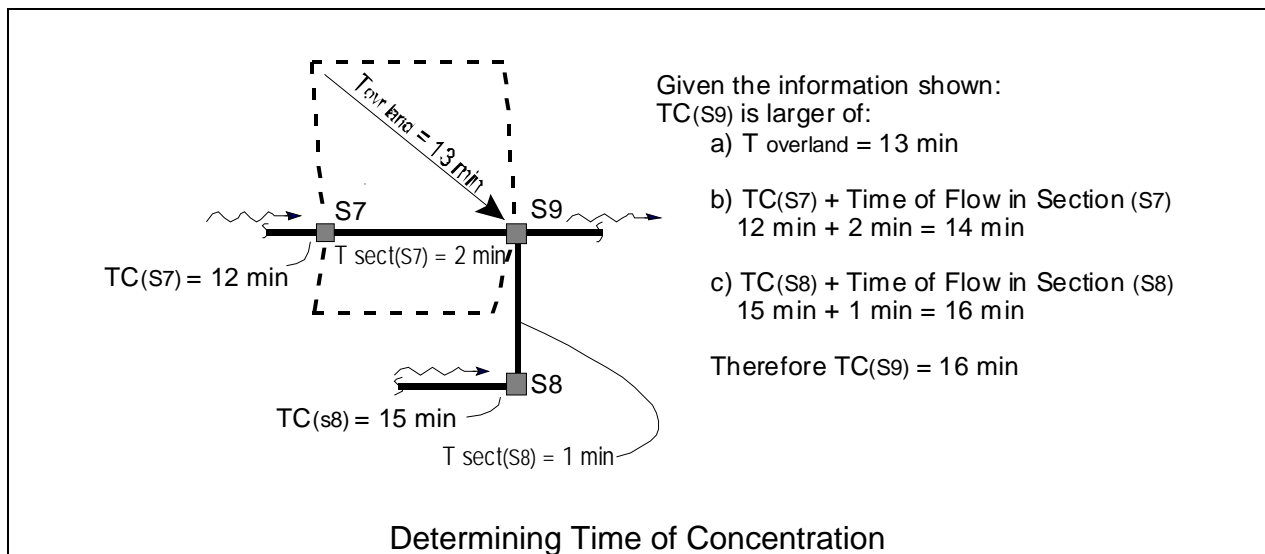 Tovrland = 13 min
S7
S9
T sect(S7) = 2 min
TC(S7) = 12 min
S8
TC(s8) = 15 min
T sect(S8) = 1 min
Given the information shown:
TC(S9) is larger of:
a) T overland = 13 min
b) TC(S7) + Time of Flow in Section (S7)
12 min + 2 min = 14 min
c) TC(S8) + Time of Flow in Section (S8)
15 min + 1 min = 16 min
Therefore TC(S9) = 16 min
Determining Time of Concentration